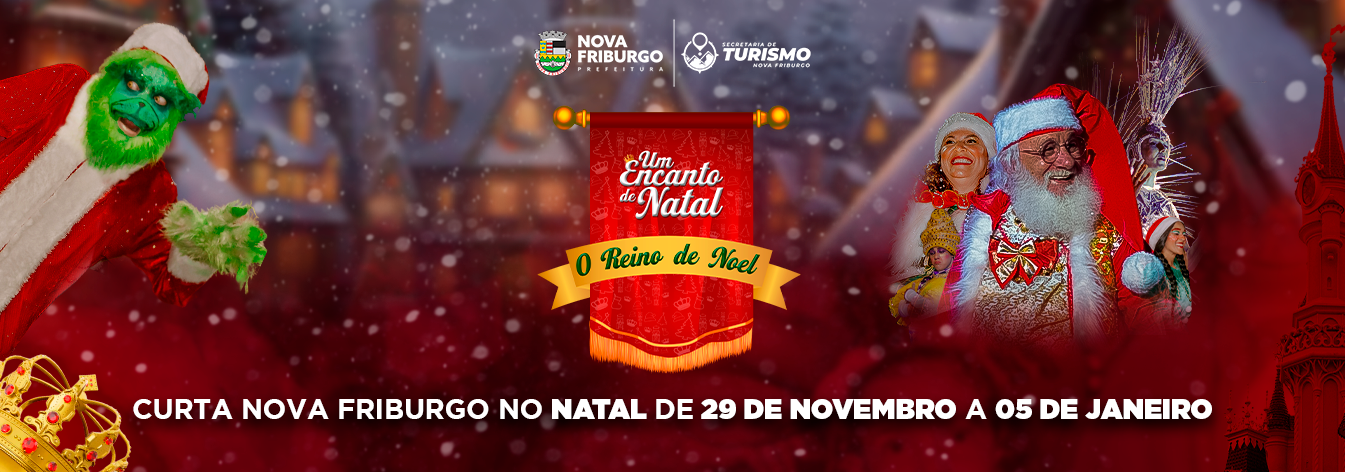 NOVA
FRIBURGO
PREFEITURA
SECRETARIA DE
TURISMO
NOVA FRIBURGO
Um
Encanto
de Natal
O Reino de Noel
CURTA NOVA FRIBURGO NO NATAL DE 29 DE NOVEMBRO A 05 DE JANEIRO